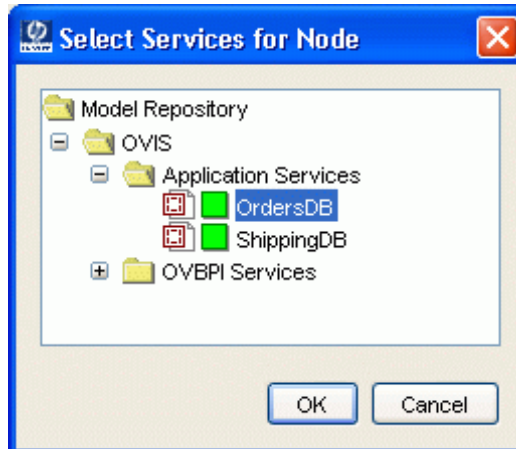 Select Services for Node
Model Repository
OVIS
Application Services
OrdersDB
ShippingDB
OVBPI Services
OK Cancel